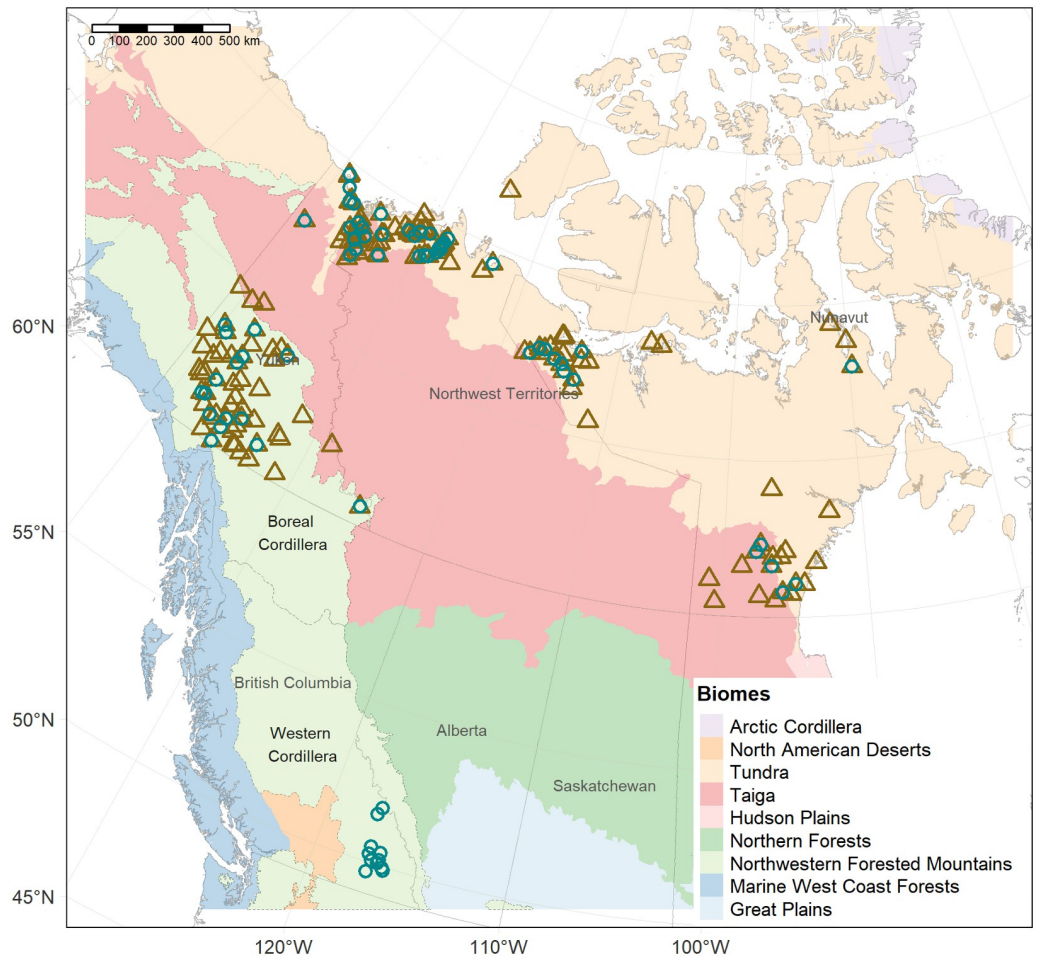 0 100 200 300 400 500 km
60°N
55°N
50°N
45°N
Nunavut
Yukon
Northwest Territories
Boreal
Cordillera
British Columbia
Western
Cordillera
Alberta
Saskatchewan
Biomes
Arctic Cordillera
North American Deserts
Tundra
Taiga
Hudson Plains
Northern Forests
Northwestern Forested Mountains
Marine West Coast Forests
Great Plains
120°W
110°W
100°W